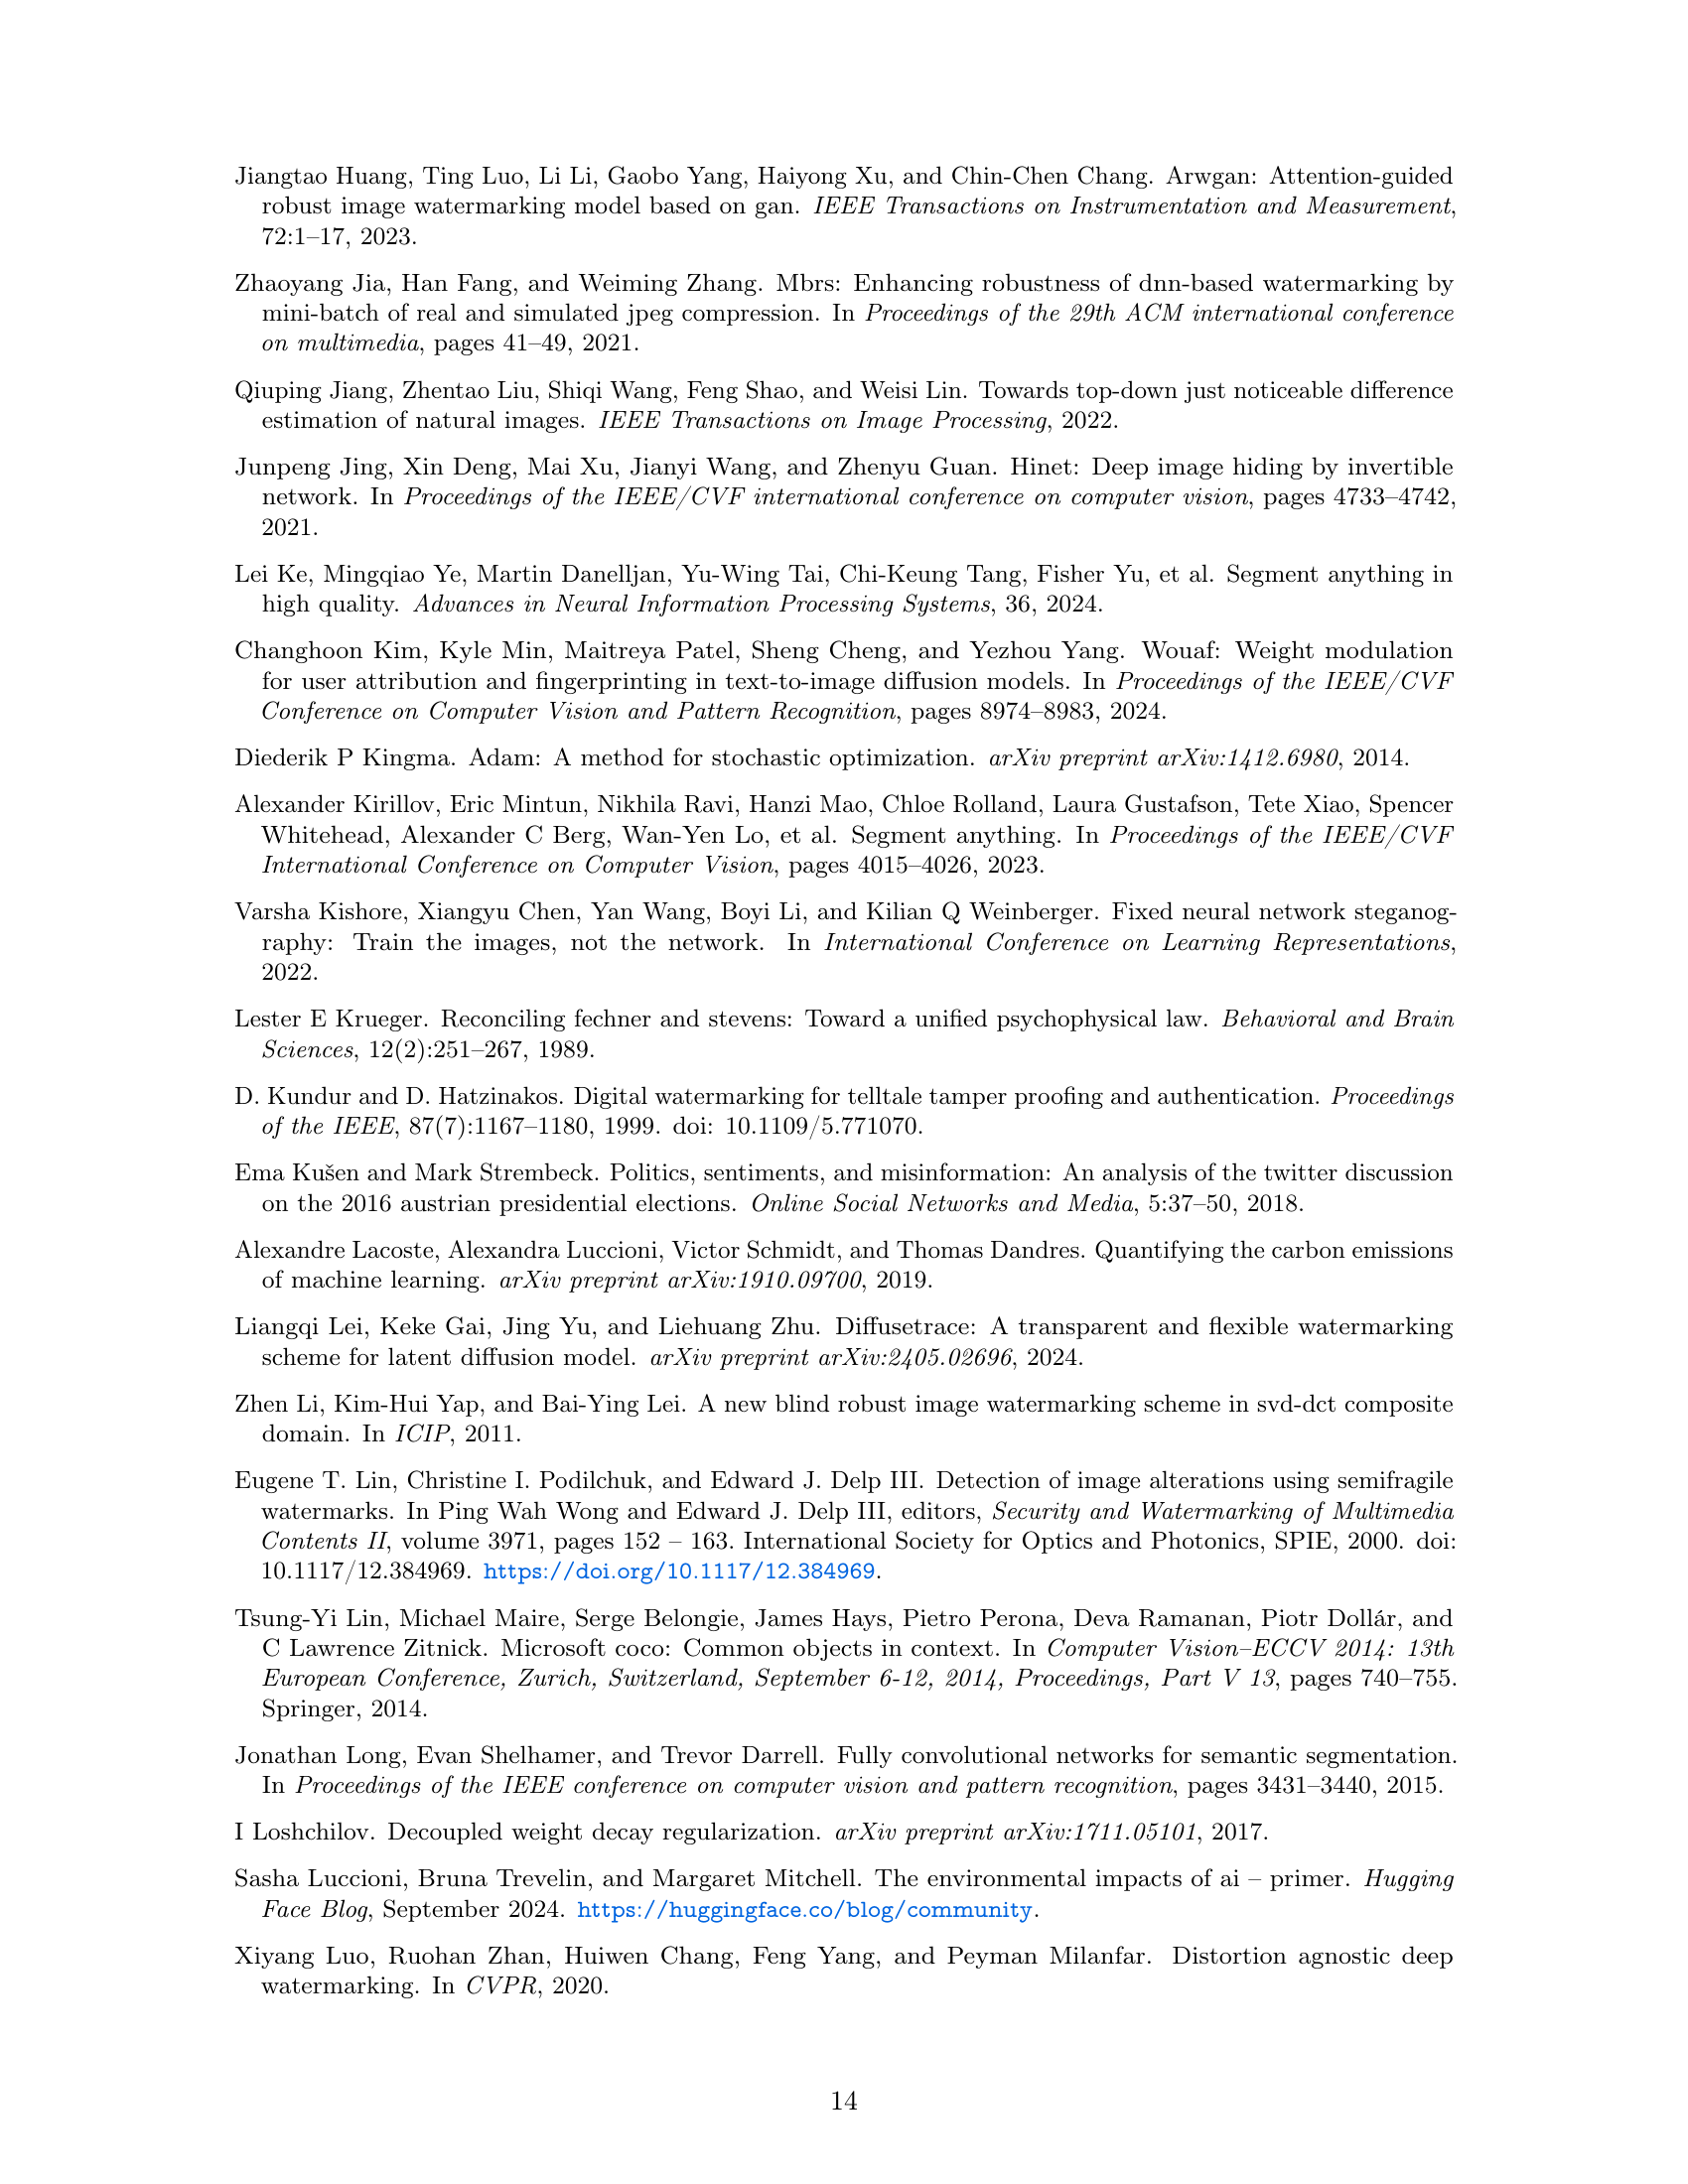 Jiangtao Huang, Ting Luo, Li Li, Gaobo Yang, Haiyong Xu, and Chin-Chen Chang. Arwgan: Attention-guided
robust image watermarking model based on gan. IEEE Transactions on Instrumentation and Measurement,
72:1–17, 2023.
Zhaoyang Jia, Han Fang, and Weiming Zhang. Mbrs: Enhancing robustness of dnn-based watermarking by
mini-batch of real and simulated jpeg compression. In Proceedings of the 29th ACM international conference
on multimedia, pages 41–49, 2021.
Qiuping Jiang, Zhentao Liu, Shiqi Wang, Feng Shao, and Weisi Lin. Towards top-down just noticeable difference
estimation of natural images. IEEE Transactions on Image Processing, 2022.
Junpeng Jing, Xin Deng, Mai Xu, Jianyi Wang, and Zhenyu Guan. Hinet: Deep image hiding by invertible
network. In Proceedings of the IEEE/CVF international conference on computer vision, pages 4733–4742,
2021.
Lei Ke, Mingqiao Ye, Martin Danelljan, Yu-Wing Tai, Chi-Keung Tang, Fisher Yu, et al. Segment anything in
high quality. Advances in Neural Information Processing Systems, 36, 2024.
Changhoon Kim, Kyle Min, Maitreya Patel, Sheng Cheng, and Yezhou Yang. Wouaf: Weight modulation
for user attribution and fingerprinting in text-to-image diffusion models. In Proceedings of the IEEE/CVF
Conference on Computer Vision and Pattern Recognition, pages 8974–8983, 2024.
Diederik P Kingma. Adam: A method for stochastic optimization. arXiv preprint arXiv:1412.6980, 2014.
Alexander Kirillov, Eric Mintun, Nikhila Ravi, Hanzi Mao, Chloe Rolland, Laura Gustafson, Tete Xiao, Spencer
Whitehead, Alexander C Berg, Wan-Yen Lo, et al. Segment anything. In Proceedings of the IEEE/CVF
International Conference on Computer Vision, pages 4015–4026, 2023.
Varsha Kishore, Xiangyu Chen, Yan Wang, Boyi Li, and Kilian Q Weinberger. Fixed neural network steganog-
raphy: Train the images, not the network. In International Conference on Learning Representations,
2022.
Lester E Krueger. Reconciling fechner and stevens: Toward a unified psychophysical law. Behavioral and Brain
Sciences, 12(2):251–267, 1989.
D. Kundur and D. Hatzinakos. Digital watermarking for telltale tamper proofing and authentication. Proceedings
of the IEEE, 87(7):1167–1180, 1999. doi: 10.1109/5.771070.
Ema Kušen and Mark Strembeck. Politics, sentiments, and misinformation: An analysis of the twitter discussion
on the 2016 austrian presidential elections. Online Social Networks and Media, 5:37–50, 2018.
Alexandre Lacoste, Alexandra Luccioni, Victor Schmidt, and Thomas Dandres. Quantifying the carbon emissions
of machine learning. arXiv preprint arXiv:1910.09700, 2019.
Liangqi Lei, Keke Gai, Jing Yu, and Liehuang Zhu. Diffusetrace: A transparent and flexible watermarking
scheme for latent diffusion model. arXiv preprint arXiv:2405.02696, 2024.
Zhen Li, Kim-Hui Yap, and Bai-Ying Lei. A new blind robust image watermarking scheme in svd-dct composite
domain. In ICIP, 2011.
Eugene T. Lin, Christine I. Podilchuk, and Edward J. Delp III. Detection of image alterations using semifragile
watermarks. In Ping Wah Wong and Edward J. Delp III, editors, Security and Watermarking of Multimedia
Contents II, volume 3971, pages 152 – 163. International Society for Optics and Photonics, SPIE, 2000. doi:
10.1117/12.384969. https://doi.org/10.1117/12.384969.
Tsung-Yi Lin, Michael Maire, Serge Belongie, James Hays, Pietro Perona, Deva Ramanan, Piotr Dollár, and
C Lawrence Zitnick. Microsoft coco: Common objects in context. In Computer Vision–ECCV 2014: 13th
European Conference, Zurich, Switzerland, September 6-12, 2014, Proceedings, Part V 13, pages 740–755.
Springer, 2014.
Jonathan Long, Evan Shelhamer, and Trevor Darrell. Fully convolutional networks for semantic segmentation.
In Proceedings of the IEEE conference on computer vision and pattern recognition, pages 3431–3440, 2015.
I Loshchilov. Decoupled weight decay regularization. arXiv preprint arXiv:1711.05101, 2017.
Sasha Luccioni, Bruna Trevelin, and Margaret Mitchell. The environmental impacts of ai – primer. Hugging
Face Blog, September 2024. https://huggingface.co/blog/community.
Xiyang Luo, Ruohan Zhan, Huiwen Chang, Feng Yang, and Peyman Milanfar. Distortion agnostic deep
watermarking. In CVPR, 2020.
14